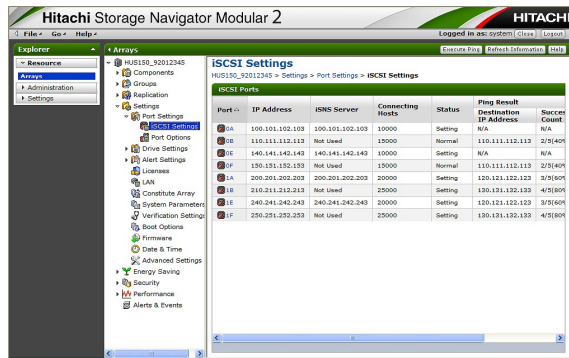 Hitachi Storage Navigator Modular 2
HITACHI
File Go Help
Logged in as: system Close Logout
Explorer
Arrays
Execute Ping Refresh Information Help
Resource
Arrays
Administration
Settings
HUS150_92012345
Components
Groups
Replication
Settings
Port Settings
iSCSI Settings
Port Options
Drive Settings
Alert Settings
Licenses
LAN
Constitute Array
System Parameters
Verification Settings
Boot Options
Firmware
Date & Time
Advanced Settings
Energy Saving
Security
Performance
Alerts & Events
iSCSI Settings
HUS150_92012345 > Settings > Port Settings > iSCSI Settings
iSCSI Ports
Port IP Address iSNS Server Connecting Hosts Status Ping Result
Destination IP Address Succes Count
0A 100.101.102.103 100.101.102.103 10000 Setting N/A N/A
0B 110.111.112.113 Not Used 15000 Normal 110.111.112.113 2/5(40%
0E 140.141.142.143 140.141.142.143 10000 Setting N/A N/A
0F 150.151.152.153 Not Used 15000 Normal 110.111.112.113 2/5(40%
1A 200.201.202.203 200.201.202.203 20000 Setting 120.121.122.123 3/5(60%
1B 210.211.212.213 Not Used 25000 Setting 130.131.132.133 4/5(80%
1E 240.241.242.243 240.241.242.243 20000 Setting 120.121.122.123 3/5(60%
1F 250.251.252.253 Not Used 25000 Setting 130.131.132.133 4/5(80%